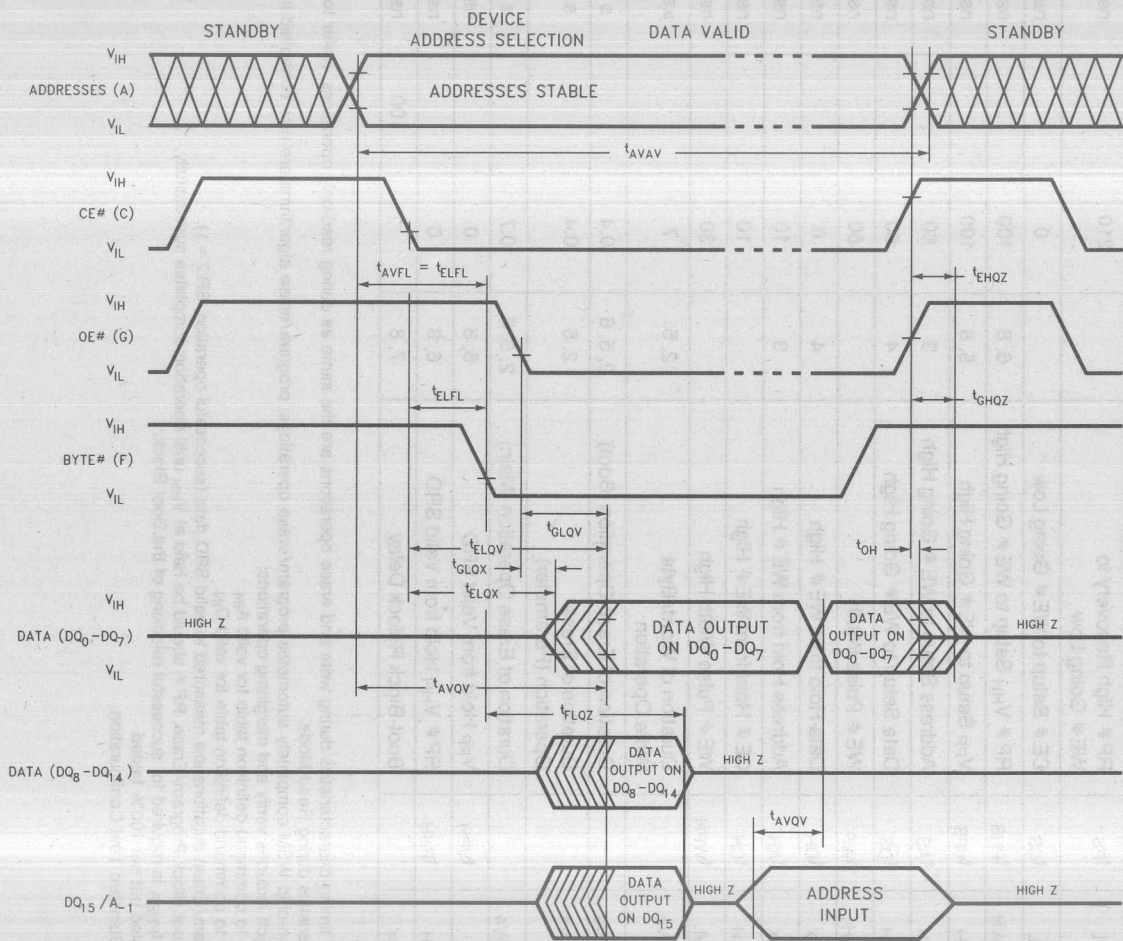 STANDBY
DEVICE
ADDRESS SELECTION
DATA VALID
STANDBY
VIH
ADDRESSES (A)
ADDRESSES STABLE
VIL
tAVAV
VIH
CE# (C)
VIL
tAVFL = tELFL
tEHQZ
VIH
OE# (G)
VIL
tELFL
tGHQZ
VIH
BYTE# (F)
VIL
tGLQV
tELQV
tOH
tGLQX
tELQX
VIH
DATA (DQ0-DQ7)
HIGH Z
DATA OUTPUT
ON DQ0-DQ7
DATA
OUTPUT ON
DQ0-DQ7
HIGH Z
VIL
tAVQV
tFLQZ
DATA (DQ8-DQ14)
DATA
OUTPUT ON
DQ8-DQ14
HIGH Z
tAVQV
DQ15/A-1
DATA
OUTPUT
ON DQ15
HIGH Z
ADDRESS
INPUT
HIGH Z